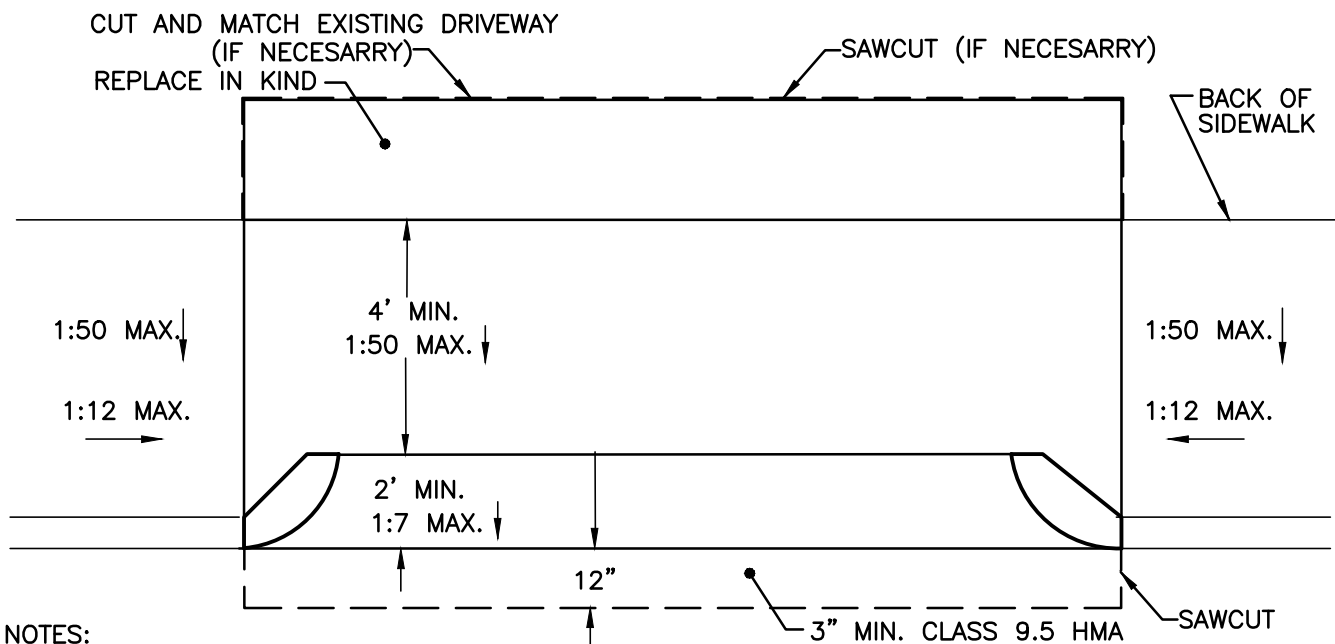 CUT AND MATCH EXISTING DRIVEWAY
(IF NECESARRY)
REPLACE IN KIND
SAWCUT (IF NECESARRY)
BACK OF
SIDEWALK
1:50 MAX.
1:12 MAX.
4' MIN.
1:50 MAX.
1:50 MAX.
1:12 MAX.
2' MIN.
1:7 MAX.
12"
SAWCUT
3" MIN. CLASS 9.5 HMA
NOTES: